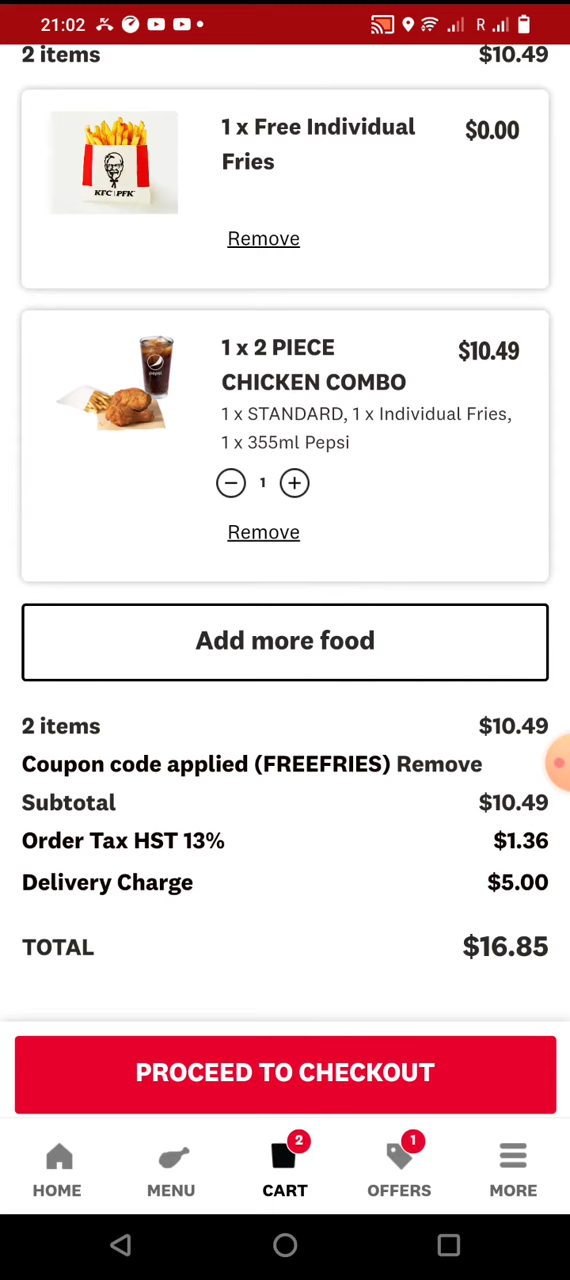 21:02 R
2 items $10.49
KFC PFK
1 x Free Individual $0.00
Fries
Remove
pepsi
1 x 2 PIECE $10.49
CHICKEN COMBO
1 x STANDARD, 1 x Individual Fries,
1 x 355ml Pepsi
1
Remove
Add more food
2 items $10.49
Coupon code applied (FREEFRIES) Remove
Subtotal $10.49
Order Tax HST 13% $1.36
Delivery Charge $5.00
TOTAL $16.85
PROCEED TO CHECKOUT
2 1
HOME MENU CART OFFERS MORE